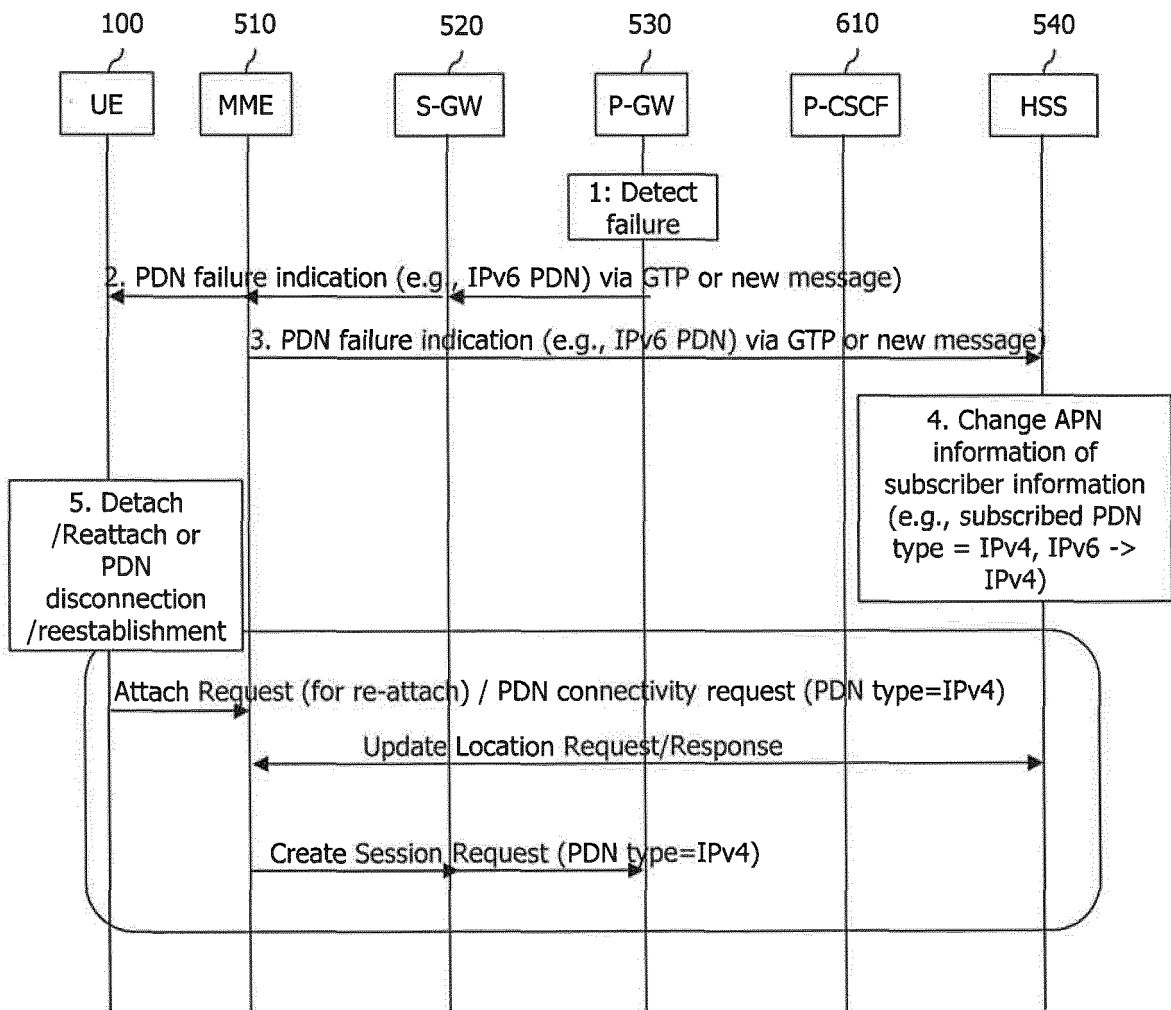 100 510 520 530 610 540
UE MME S-GW P-GW P-CSCF HSS
1: Detect
failure
2. PDN failure indication (e.g., IPv6 PDN) via GTP or new message)
3. PDN failure indication (e.g., IPv6 PDN) via GTP or new message)
4. Change APN
information of
subscriber information
(e.g., subscribed PDN
type = IPv4, IPv6 ->
IPv4)
5. Detach
/Reattach or
PDN
disconnection
/reestablishment
Attach Request (for re-attach) / PDN connectivity request (PDN type=IPv4)
Update Location Request/Response
Create Session Request (PDN type=IPv4)